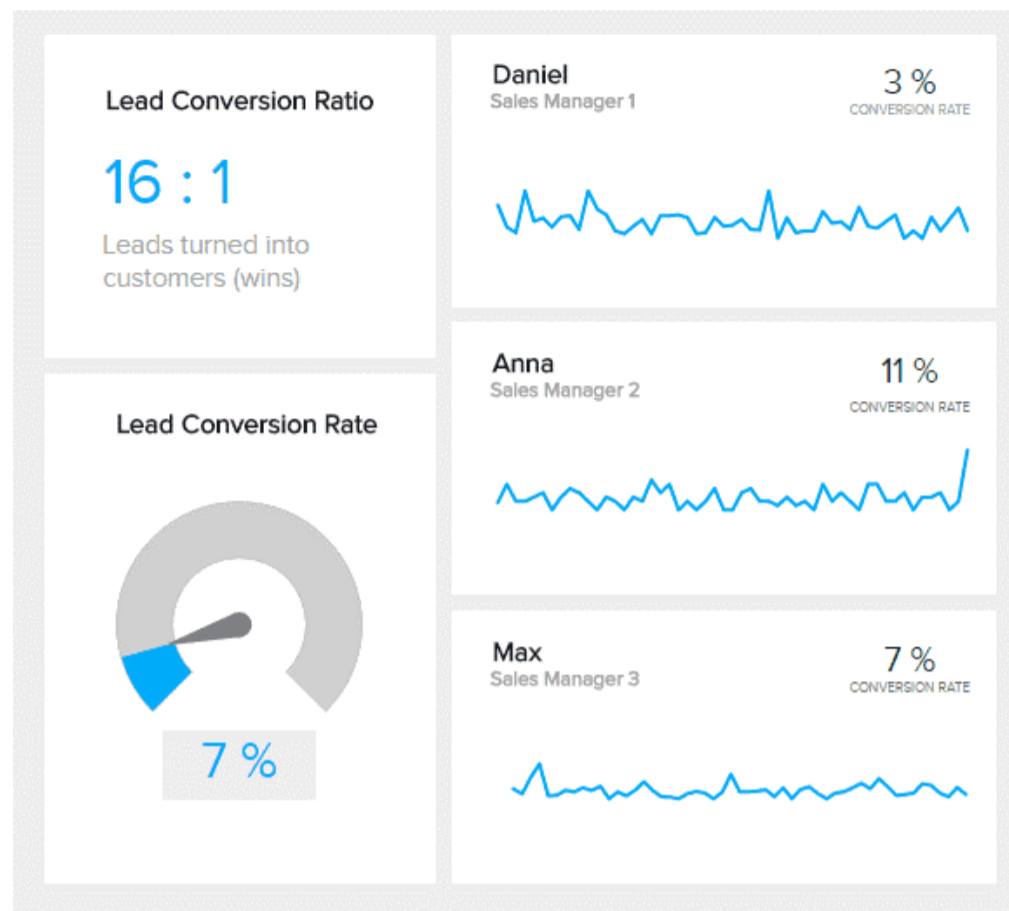 Lead Conversion Ratio
16 : 1
Leads turned into
customers (wins)
Lead Conversion Rate
7 %
Daniel
Sales Manager 1
3 %
CONVERSION RATE
Anna
Sales Manager 2
11 %
CONVERSION RATE
Max
Sales Manager 3
7 %
CONVERSION RATE